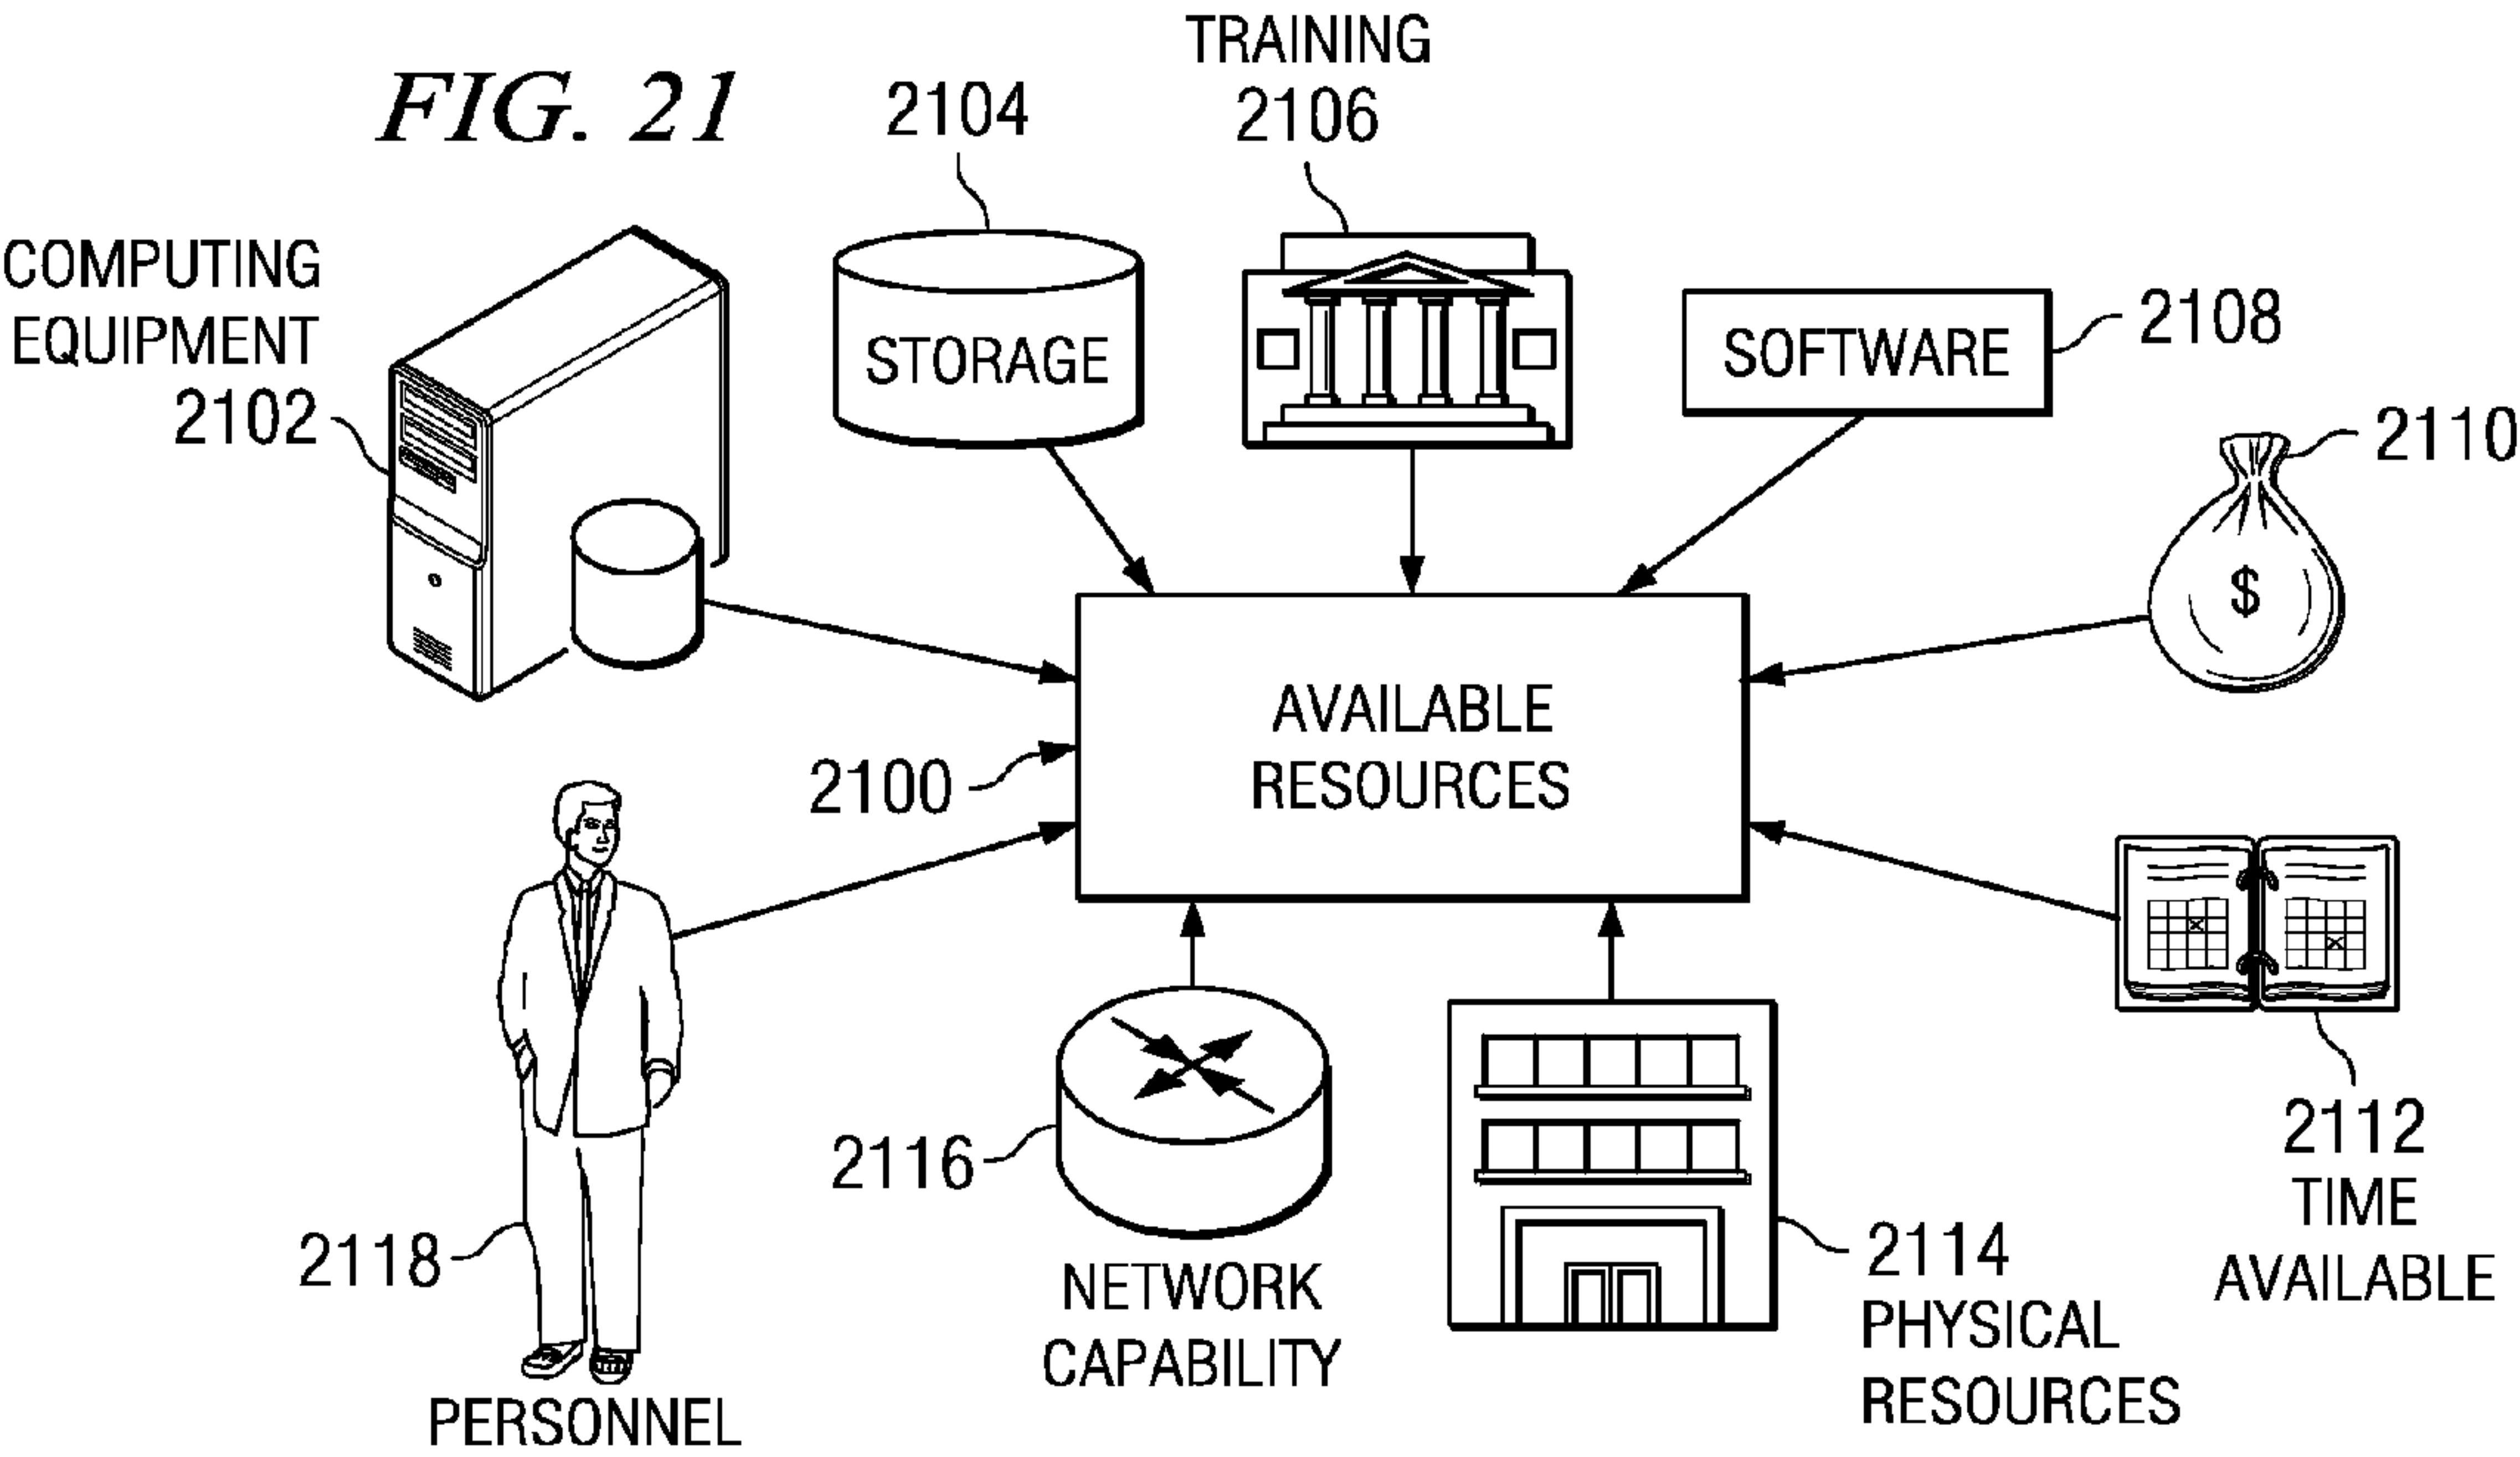 FIG. 21
2104
TRAINING
2106
COMPUTING
EQUIPMENT
2102
STORAGE
SOFTWARE
2108
2110
$
AVAILABLE
RESOURCES
2100
2112
TIME
AVAILABLE
2114
PHYSICAL
RESOURCES
2116
NETWORK
CAPABILITY
2118
PERSONNEL